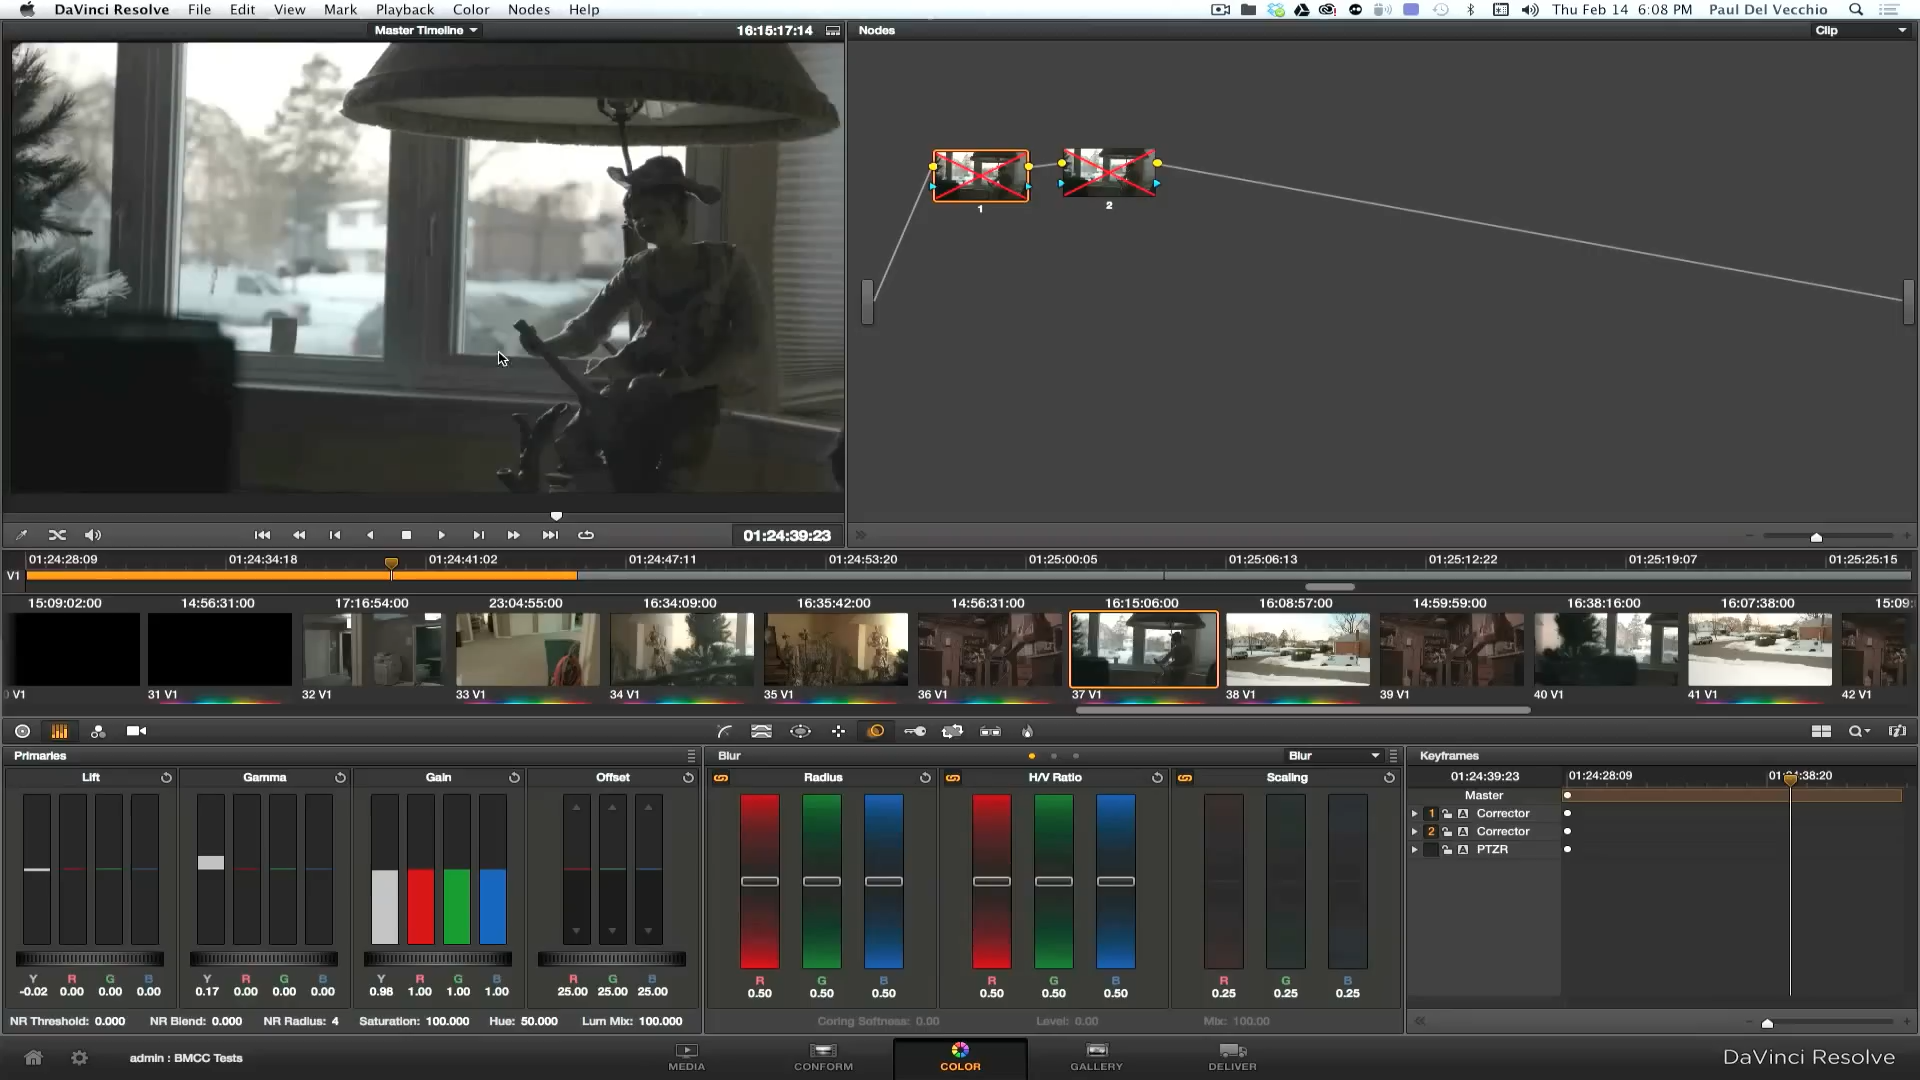 DaVinci Resolve File Edit View Mark Playback Color Nodes Help Thu Feb 14 6:08 PM Paul Del Vecchio
Master Timeline 16:15:17:14 Nodes Clip
1 2
01:24:39:23
01:24:28:09 01:24:34:18 01:24:41:02 01:24:47:11 01:24:53:20 01:25:00:05 01:25:06:13 01:25:12:22 01:25:19:07 01:25:25:15
V1
15:09:02:00 14:56:31:00 17:16:54:00 23:04:55:00 16:34:09:00 16:35:42:00 14:56:31:00 16:15:06:00 16:08:57:00 14:59:59:00 16:38:16:00 16:07:38:00 15:09:
V1 31 V1 32 V1 33 V1 34 V1 35 V1 36 V1 37 V1 38 V1 39 V1 40 V1 41 V1 42 V1
Primaries Blur Blur Keyframes
Lift Gamma Gain Offset Radius H/V Ratio Scaling 01:24:39:23 01:24:28:09
Master
1 A Corrector
2 A Corrector
A PTZR
Y R G B Y R G B Y R G B R G B R G B R G B R G B
-0.02 0.00 0.00 0.00 0.17 0.00 0.00 0.00 0.98 1.00 1.00 1.00 25.00 25.00 25.00 0.50 0.50 0.50 0.50 0.50 0.50 0.25 0.25 0.25
NR Threshold: 0.000 NR Blend: 0.000 NR Radius: 4 Saturation: 100.000 Hue: 50.000 Lum Mix: 100.000 Coring Softness: 0.00 Level: 0.00 Mix: 100.00
admin : BMCC Tests MEDIA CONFORM COLOR GALLERY DELIVER DaVinci Resolve